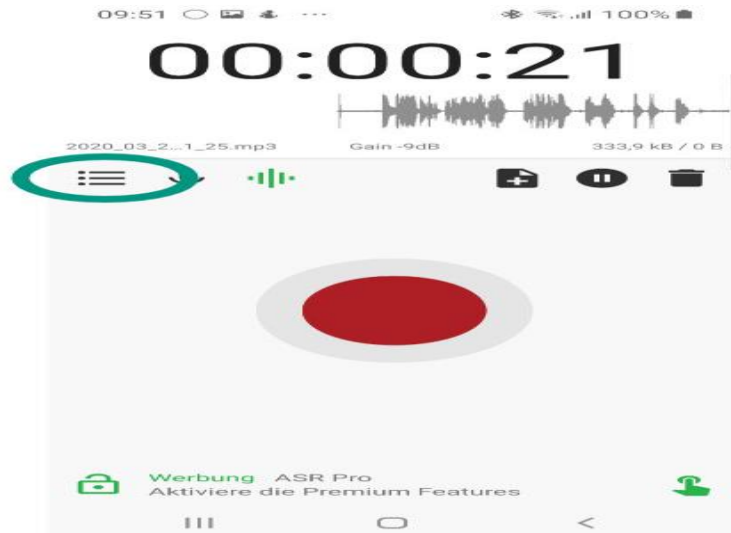 09:51 ... 100%
00:00:21
2020_03_2...1_25.mp3 Gain -9dB 333,9 kB / 0 B
Werbung ASR Pro
Aktiviere die Premium Features